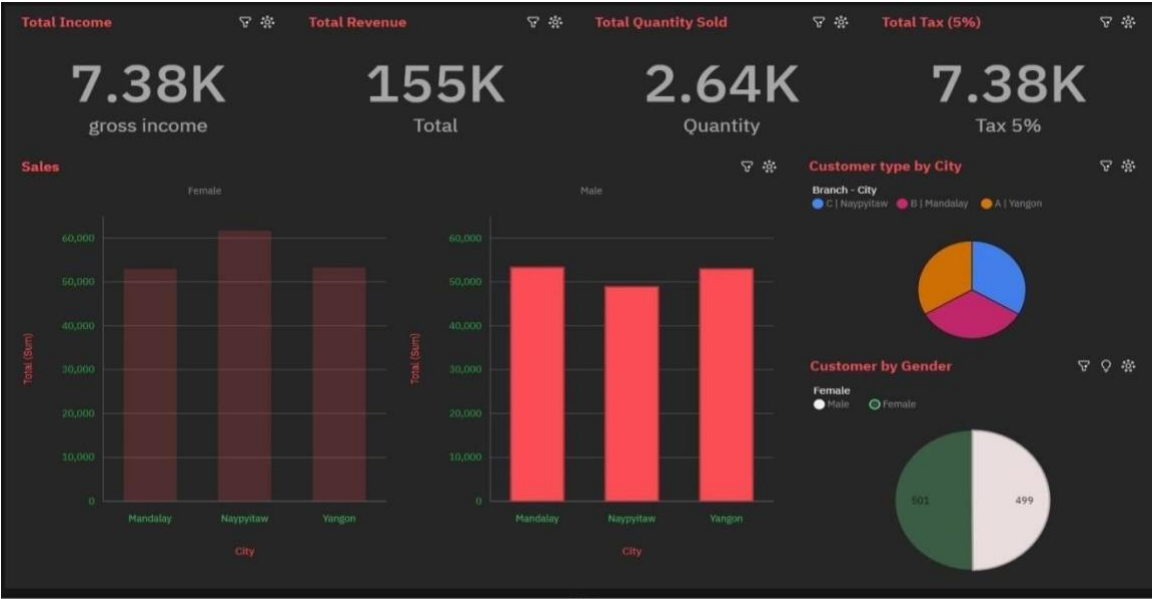 Total Income
7.38K
gross income
Total Revenue
155K
Total
Total Quantity Sold
2.64K
Quantity
Total Tax (5%)
7.38K
Tax 5%
Sales
Female
Total (Sum)
60,000
50,000
40,000
30,000
20,000
10,000
0
Mandalay Naypyitaw Yangon
City
Male
Total (Sum)
60,000
50,000
40,000
30,000
20,000
10,000
0
Mandalay Naypyitaw Yangon
City
Customer type by City
Branch - City
C | Naypyitaw B | Mandalay A | Yangon
Customer by Gender
Female
Male Female
501 499